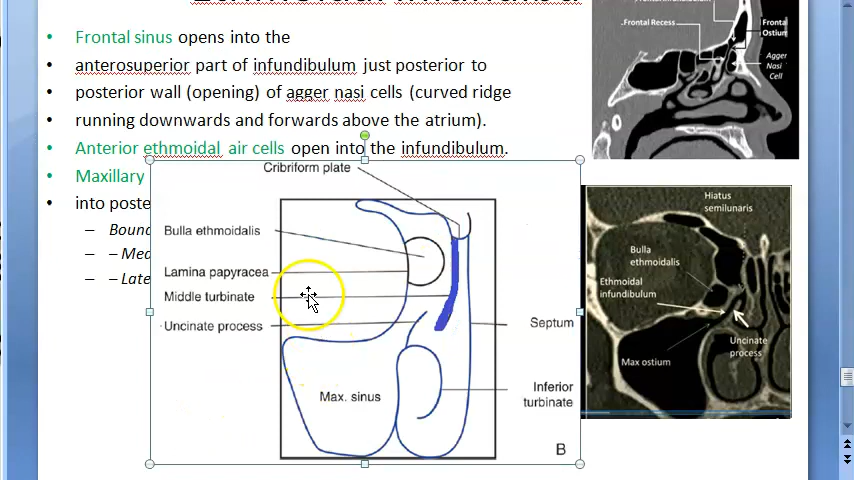 Frontal sinus opens into the
anterosuperior part of infundibulum just posterior to
posterior wall (opening) of agger nasi cells (curved ridge
running downwards and forwards above the atrium).
Anterior ethmoidal air cells open into the infundibulum.
Maxillary
into poste
Boun
– Med
– Late
Cribriform plate
Bulla ethmoidalis
Lamina papyracea
Middle turbinate
Uncinate process
Max. sinus
Septum
Inferior
turbinate
B
Frontal Recess
Frontal
Ostium
Agger
Nasi
Cell
Hiatus
semilunaris
Bulla
ethmoidalis
Ethmoidal
infundibulum
Uncinate
process
Max ostium